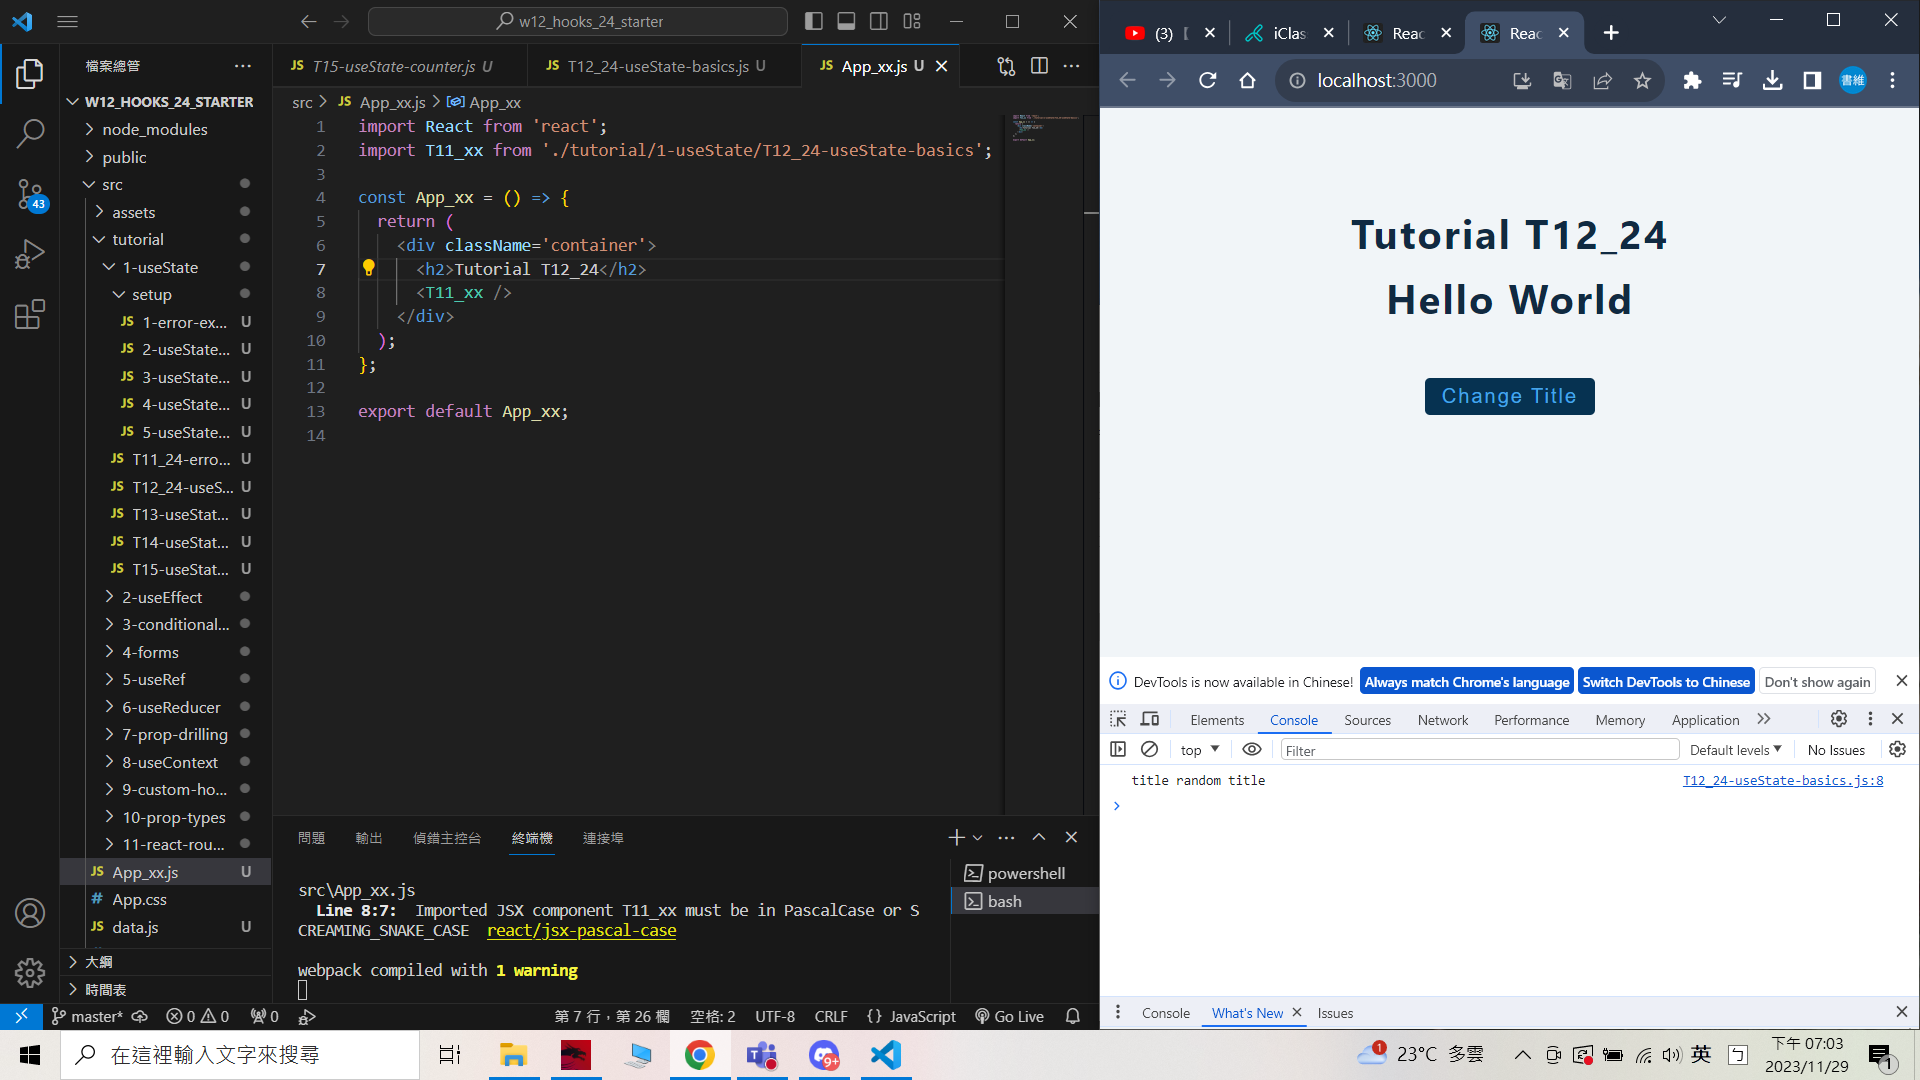 w12_hooks_24_starter
檔案總管
W12_HOOKS_24_STARTER
node_modules
public
src
assets
tutorial
1-useState
setup
1-error-ex... U
2-useState... U
3-useState... U
4-useState... U
5-useState... U
T11_24-erro... U
T12_24-useS... U
T13-useStat... U
T14-useStat... U
T15-useStat... U
2-useEffect
3-conditional...
4-forms
5-useRef
6-useReducer
7-prop-drilling
8-useContext
9-custom-ho...
10-prop-types
11-react-rou...
App_xx.js U
App.css
data.js U
大綱
時間表
43
T15-useState-counter.js U
T12_24-useState-basics.js U
App_xx.js U
src > JS App_xx.js > App_xx
1 import React from 'react';
2 import T11_xx from './tutorial/1-useState/T12_24-useState-basics';
3
4 const App_xx = () => {
5 return (
6 <div className='container'>
7 <h2>Tutorial T12_24</h2>
8 <T11_xx />
9 </div>
10 );
11 };
12
13 export default App_xx;
14
問題 輸出 偵錯主控台 終端機 連接埠
src\App_xx.js
Line 8:7: Imported JSX component T11_xx must be in PascalCase or S
CREAMING_SNAKE_CASE react/jsx-pascal-case
webpack compiled with 1 warning
powershell
bash
master* 0 0 0 第 7 行，第 26 欄 空格: 2 UTF-8 CRLF {} JavaScript Go Live
(3) iClas Reac Reac
localhost:3000
書維
Tutorial T12_24
Hello World
Change Title
DevTools is now available in Chinese! Always match Chrome's language Switch DevTools to Chinese Don't show again
Elements Console Sources Network Performance Memory Application
top Filter Default levels No Issues
title random title T12_24-useState-basics.js:8
Console What's New Issues
在這裡輸入文字來搜尋
9+
1 23°C 多雲
英
下午 07:03
2023/11/29
1